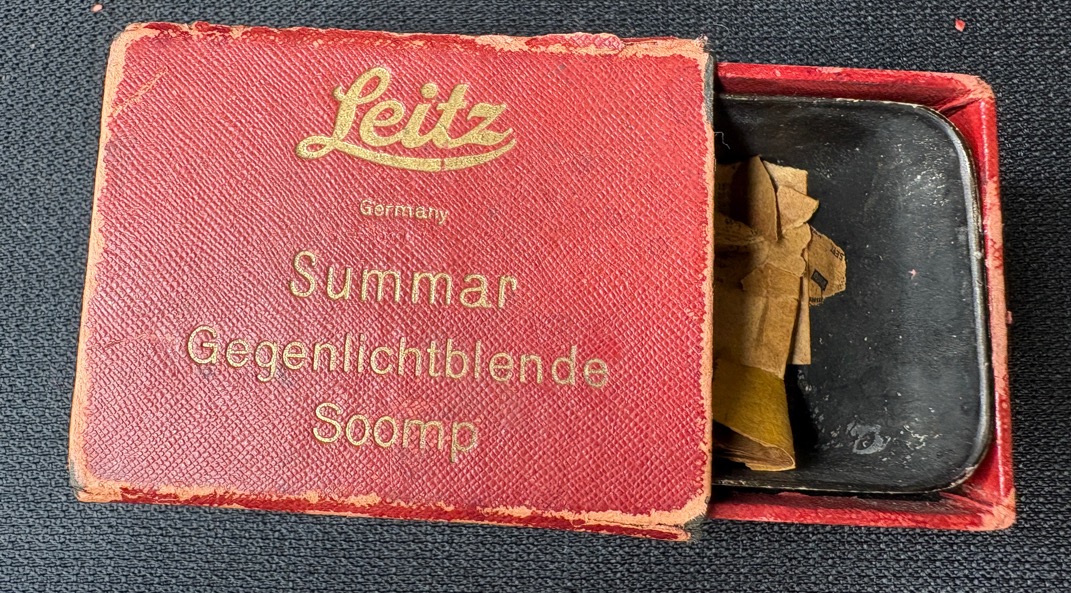 Leitz
Germany
Summar
Gegenlichtblende
Soomp